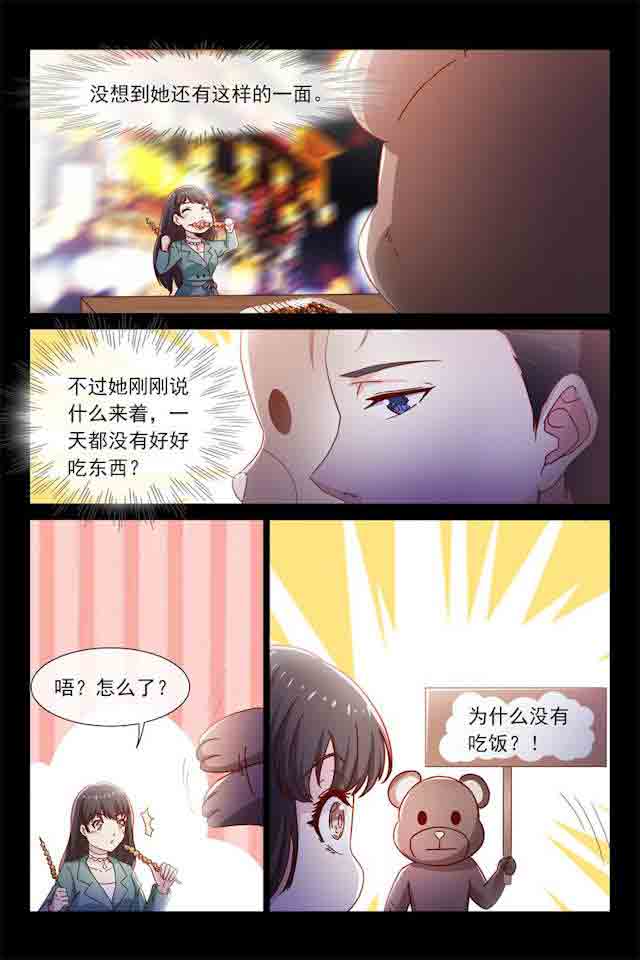 没想到她还有这样的一面。
不过她刚刚说
什么来着，一
天都没有好好
吃东西？
唔？怎么了？
为什么没有
吃饭？！